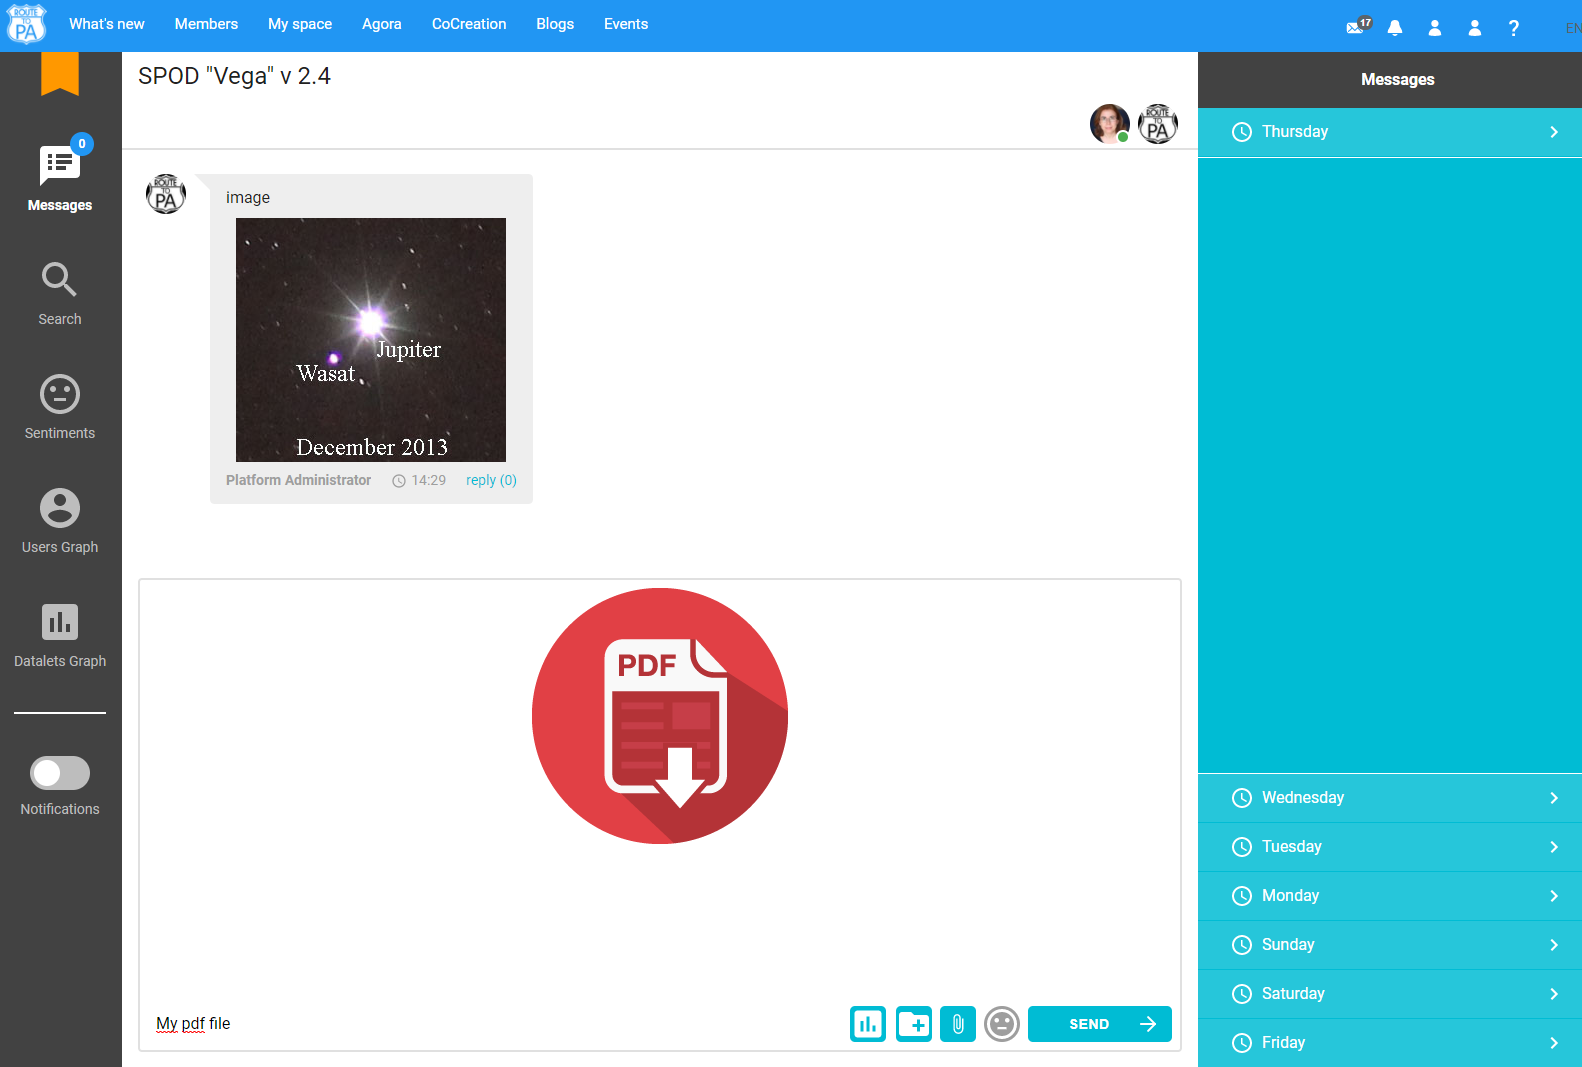 ROUTE TO PA What's new Members My space Agora CoCreation Blogs Events 17 ? EN
SPOD "Vega" v 2.4
ROUTE TO PA
0
Messages
Search
Sentiments
Users Graph
Datalets Graph
Notifications
ROUTE TO PA
image
Jupiter
Wasat
December 2013
Platform Administrator 14:29 reply (0)
PDF
My pdf file
SEND
Messages
Thursday
Wednesday
Tuesday
Monday
Sunday
Saturday
Friday